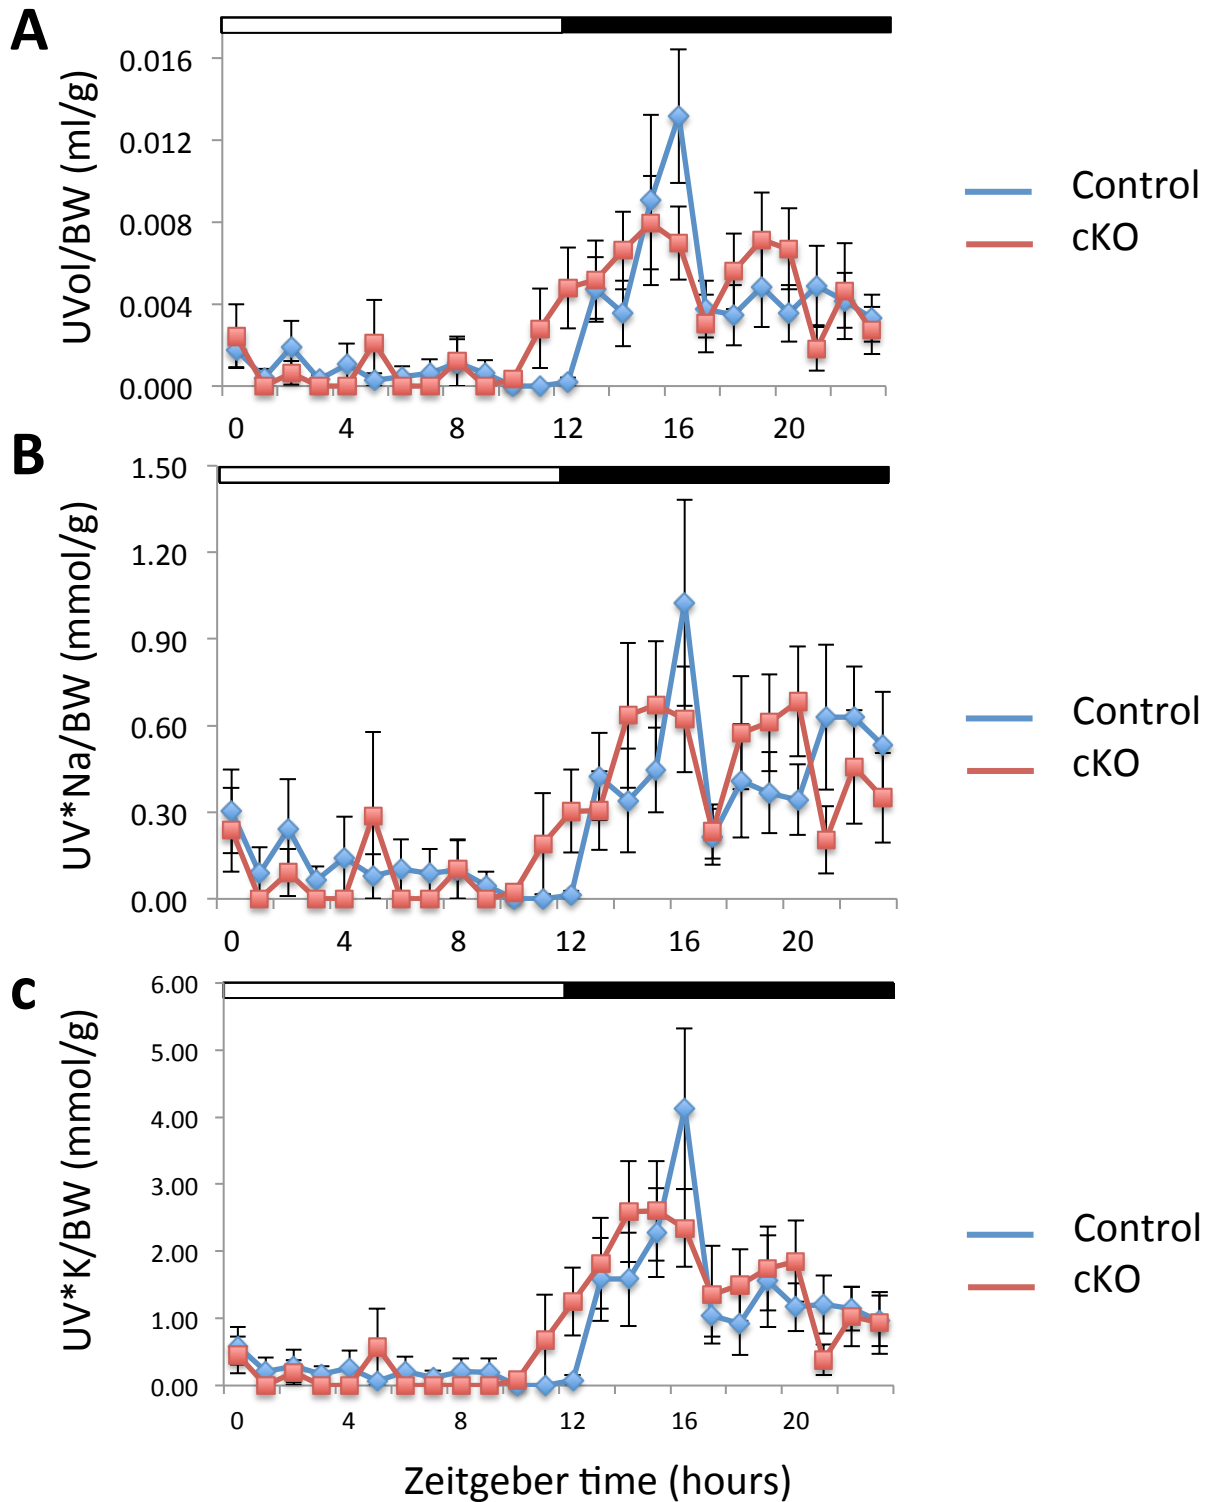 A
UVol/BW (ml/g)
0.016
0.012
0.008
0.004
0.000
0 4 8 12 16 20
Control
cKO
B
UV*Na/BW (mmol/g)
1.50
1.20
0.90
0.60
0.30
0.00
0 4 8 12 16 20
Control
cKO
c
UV*K/BW (mmol/g)
6.00
5.00
4.00
3.00
2.00
1.00
0.00
0 4 8 12 16 20
Control
cKO
Zeitgeber time (hours)